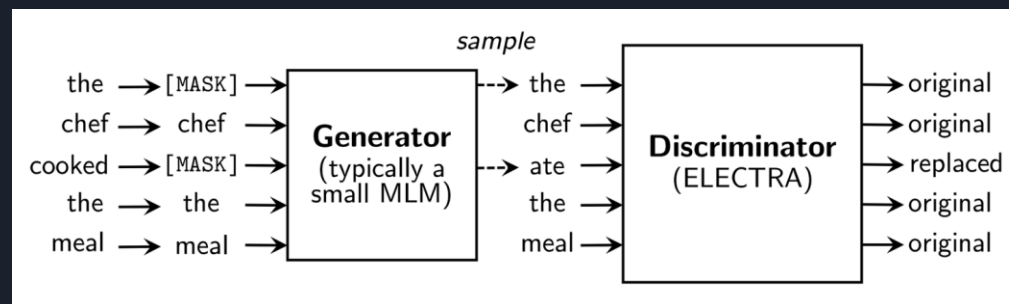 sample
the [MASK] the original
chef chef chef original
cooked [MASK] ate replaced
the the the original
meal meal meal original
Generator
(typically a
small MLM)
Discriminator
(ELECTRA)